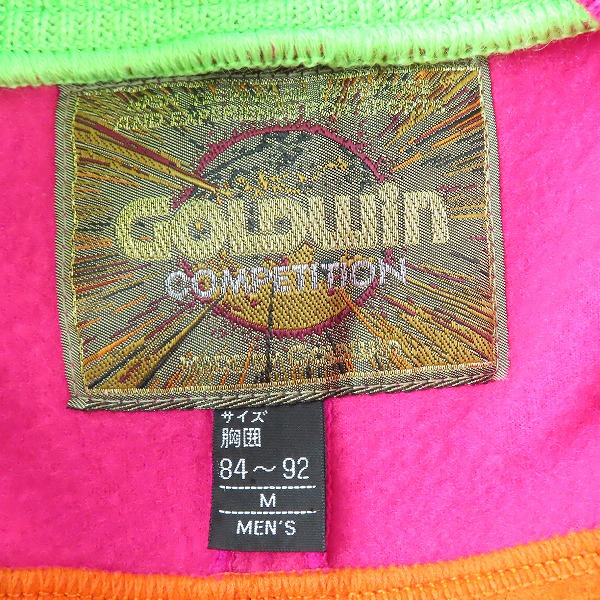 GOLDWIN
COMPETITION
サイズ
胸囲
84～92
M
MEN'S